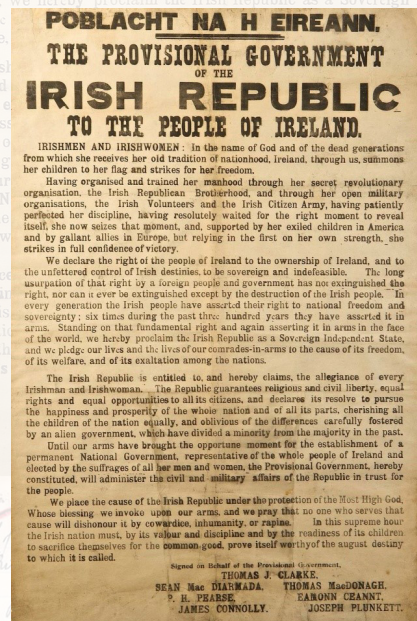 POBLACHT NA H EIREANN.
THE PROVISIONAL GOVERNMENT
OF THE
IRISH REPUBLIC
TO THE PEOPLE OF IRELAND.
IRISHMEN AND IRISHWOMEN : In the name of God and of the dead generations
from which she receives her old tradition of nationhood, Ireland, through us, summons
her children to her flag and strikes for her freedom.
Having organised and trained her manhood through her secret revolutionary
organisation, the Irish Republican Brotherhood, and through her open military
organisations, the Irish Volunteers and the Irish Citizen Army, having patiently
perfected her discipline, having resolutely waited for the right moment to reveal
itself, she now seizes that moment, and, supported by her exiled children in America
and by gallant allies in Europe, but relying in the first on her own strength, she
strikes in full confidence of victory.
We declare the right of the people of Ireland to the ownership of Ireland, and to
the unfettered control of Irish destinies, to be sovereign and indefeasible. The long
usurpation of that right by a foreign people and government has not extinguished the
right, nor can it ever be extinguished except by the destruction of the Irish people. In
every generation the Irish people have asserted their right to national freedom and
sovereignty ; six times during the past three hundred years they have asserted it in
arms. Standing on that fundamental right and again asserting it in arms in the face
of the world, we hereby proclaim the Irish Republic as a Sovereign Independent State,
and we pledge our lives and the lives of our comrades-in-arms to the cause of its freedom,
of its welfare, and of its exaltation among the nations.
The Irish Republic is entitled to, and hereby claims, the allegiance of every
Irishman and Irishwoman. The Republic guarantees religious and civil liberty, equal
rights and equal opportunities to all its citizens, and declares its resolve to pursue
the happiness and prosperity of the whole nation and of all its parts, cherishing all
the children of the nation equally, and oblivious of the differences carefully fostered
by an alien government, which have divided a minority from the majority in the past.
Until our arms have brought the opportune moment for the establishment of a
permanent National Government, representative of the whole people of Ireland and
elected by the suffrages of all her men and women, the Provisional Government, hereby
constituted, will administer the civil and military affairs of the Republic in trust for
the people.
We place the cause of the Irish Republic under the protection of the Most High God,
Whose blessing we invoke upon our arms, and we pray that no one who serves that
cause will dishonour it by cowardice, inhumanity, or rapine. In this supreme hour
the Irish nation must, by its valour and discipline and by the readiness of its children
to sacrifice themselves for the common good, prove itself worthy of the august destiny
to which it is called.
Signed on Behalf of the Provisional Government,
THOMAS J. CLARKE,
SEAN Mac DIARMADA, THOMAS MacDONAGH,
P. H. PEARSE, EAMONN CEANNT,
JAMES CONNOLLY, JOSEPH PLUNKETT.